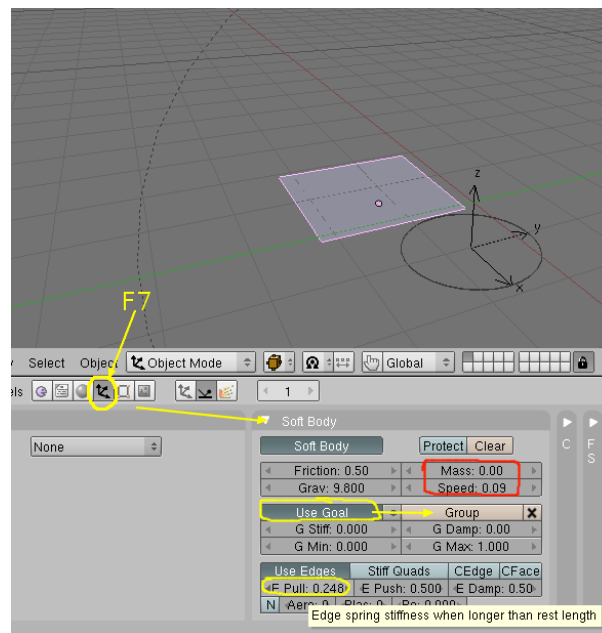 z
y
x
F7
Select Object Object Mode Global
els 1
Soft Body
None
C
F
S
Soft Body Protect Clear
Friction: 0.50 Mass: 0.00
Grav: 9.800 Speed: 0.09
Use Goal Group
G Stiff: 0.000 G Damp: 0.00
G Min: 0.000 G Max: 1.000
Use Edges Stiff Quads CEdge CFace
E Pull: 0.248 E Push: 0.500 E Damp: 0.50
N Aero: 0
Edge spring stiffness when longer than rest length